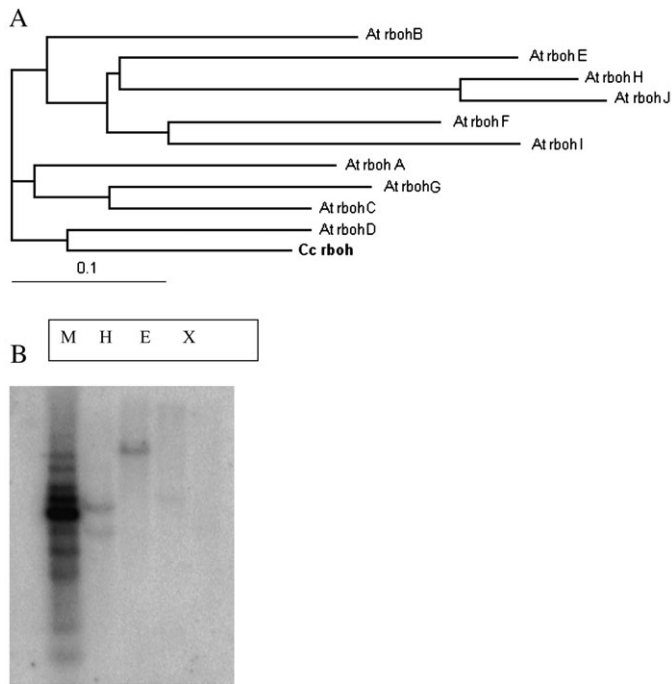 A
At rbohB
At rbohE
At rbohH
At rbohJ
At rbohF
At rbohI
At rbohA
At rbohG
At rbohC
At rbohD
Cc rboh
0.1
M H E X
B